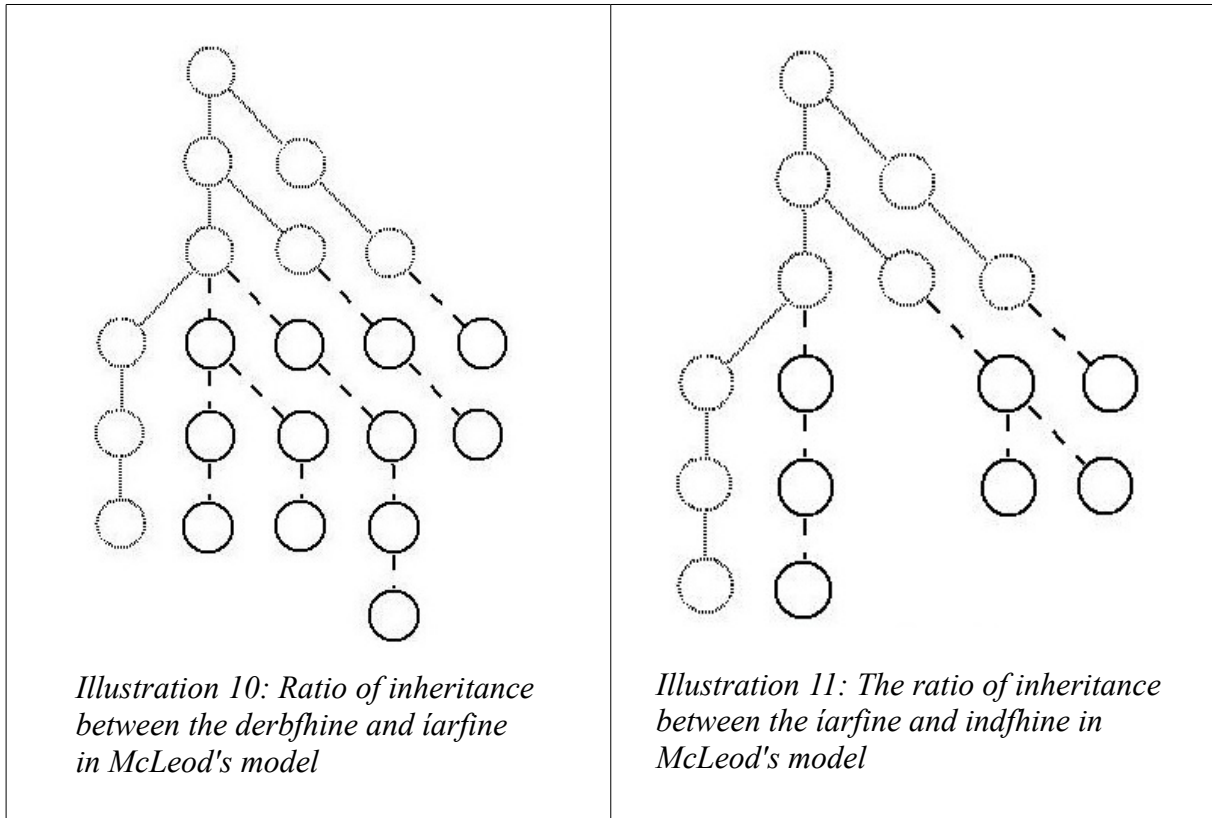 Illustration 10: Ratio of inheritance
between the derbfhine and íarfine
in McLeod's model
Illustration 11: The ratio of inheritance
between the íarfine and indfhine in
McLeod's model